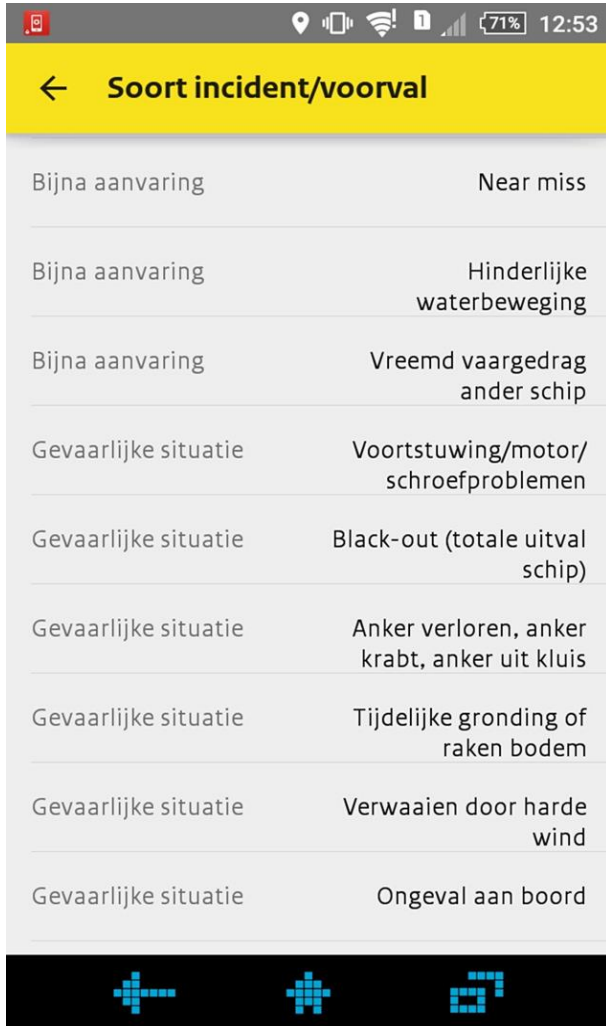 1 71% 12:53
Soort incident/voorval
Bijna aanvaring Near miss
Bijna aanvaring Hinderlijke
waterbeweging
Bijna aanvaring Vreemd vaargedrag
ander schip
Gevaarlijke situatie Voortstuwing/motor/
schroefproblemen
Gevaarlijke situatie Black-out (totale uitval
schip)
Gevaarlijke situatie Anker verloren, anker
krabt, anker uit kluis
Gevaarlijke situatie Tijdelijke gronding of
raken bodem
Gevaarlijke situatie Verwaaien door harde
wind
Gevaarlijke situatie Ongeval aan boord